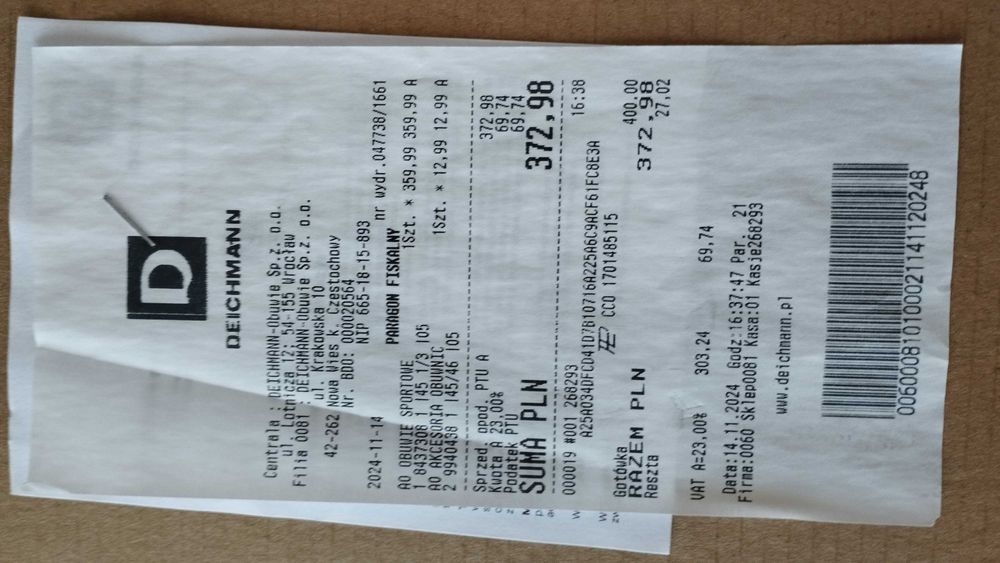 D
DEICHMANN
Centrala : DEICHMANN-Obuwie Sp.z. o.o.
ul. Lotnicza 12; 54-155 Wrocław
Filia 0081 : DEICHMANN-Obuwie Sp.z. o.o.
ul. Krakowska 10
42-262 Nowa Wies k. Częstochowy
Nr. BDO: 000020564
NIP 665-18-15-893
2024-11-14 nr wydr.047738/1661
PARAGON FISKALNY
AO OBUWIE SPORTOWE 1Szt. * 359,99 359,99 A
1 8437308 1 145 1/3 105
AO AKCESORIA OBUWNIC 1Szt. * 12,99 12,99 A
2 9940438 1 145/46 105
Sprzed. opod. PTU A 372,98
Kwota A 23,00% 69,74
Podatek PTU 69,74
SUMA PLN 372,98
000019 #001 268293 16:38
A25A034DFCD41D7B10716A225A6C9ACF61FC8E3A
CCO 1701485115
Gotówka 400.00
RAZEM PLN 372,98
Reszta 27,02
VAT A=23,00% 303,24 69,74
Data:14.11.2024 Godz:16:37:47 Par. 21
Firma:0060 Sklep0081 Kasa:01 Kasje268293
www.deichmann.pl
0060008101000021141120248